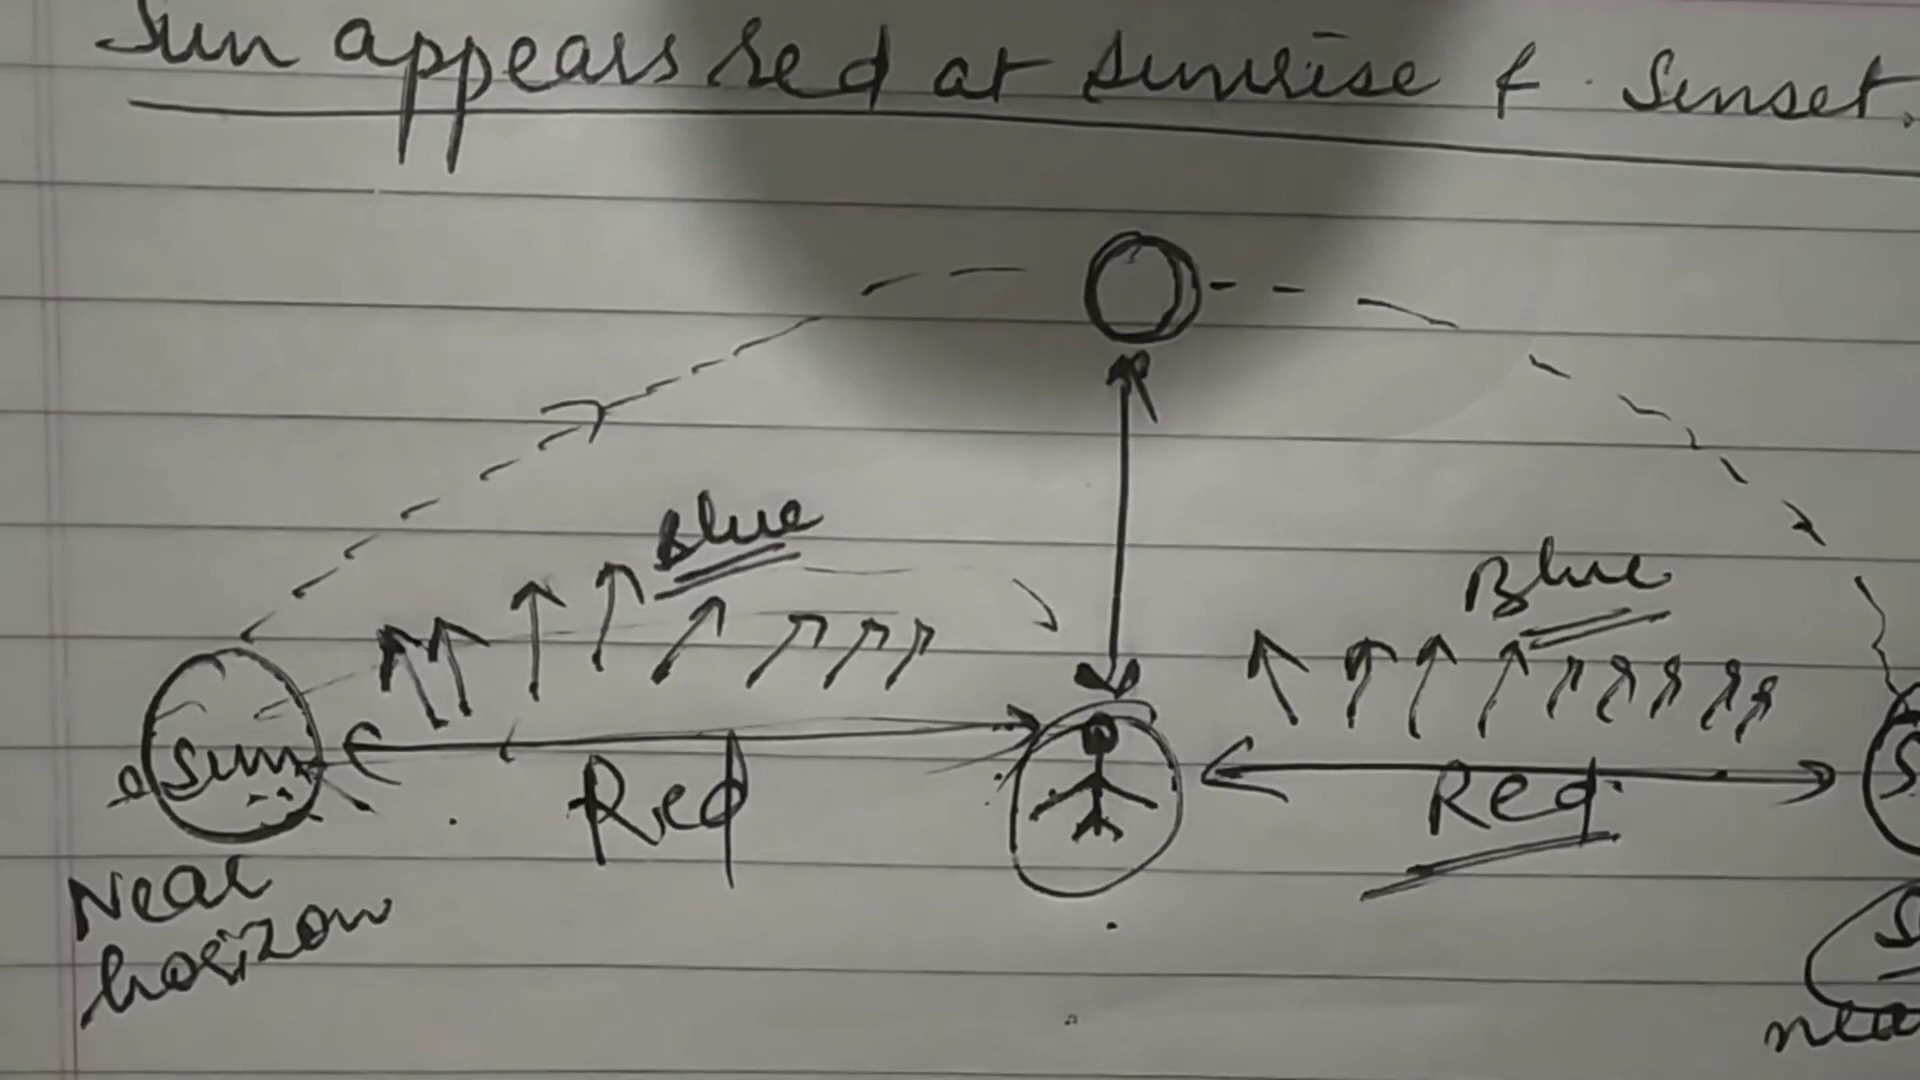 Sun appears red at sunrise & Sunset.
Blue
Blue
Sun
Red
Red
Near
horizon